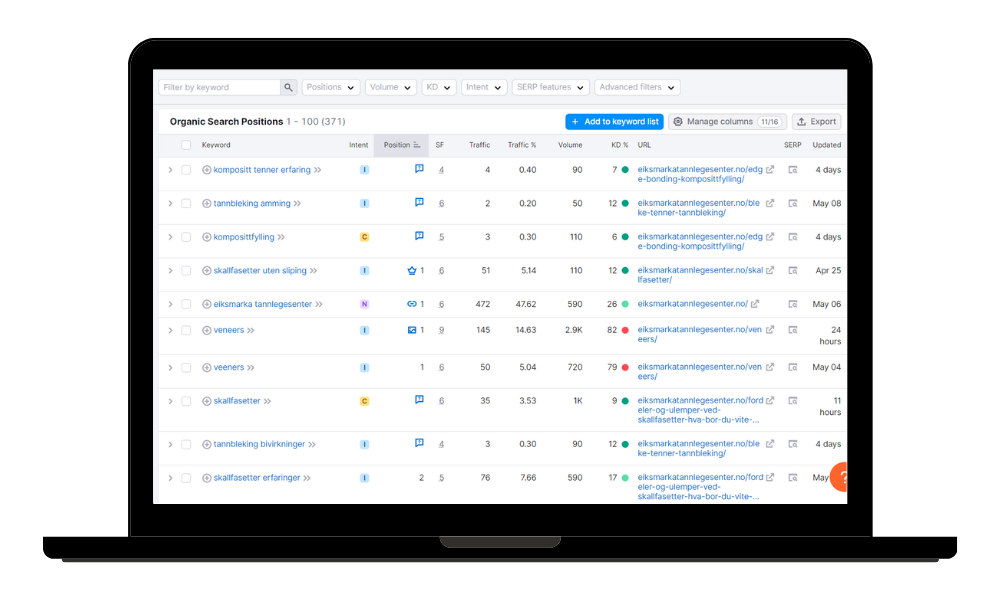 Filter by keyword Positions Volume KD Intent SERP features Advanced filters
Organic Search Positions 1 - 100 (371) + Add to keyword list Manage columns 11/16 Export
Keyword Intent Position SF Traffic Traffic % Volume KD % URL SERP Updated
kompositt tenner erfaring I 4 4 0.40 90 7 eiksmarkatannlegesenter.no/edg 4 days
e-bonding-komposittfylling/
tannbleking amming I 6 2 0.20 50 12 eiksmarkatannlegesenter.no/ble May 08
ke-tenner-tannbleking/
komposittfylling C 5 3 0.30 110 6 eiksmarkatannlegesenter.no/edg 4 days
e-bonding-komposittfylling/
skallfasetter uten sliping I 1 6 51 5.14 110 12 eiksmarkatannlegesenter.no/skal Apr 25
lfasetter/
eiksmarka tannlegesenter N 1 6 472 47.62 590 26 eiksmarkatannlegesenter.no/ May 06
veneers I 1 9 145 14.63 2.9K 82 eiksmarkatannlegesenter.no/ven 24
eers/ hours
veeners I 1 6 50 5.04 720 79 eiksmarkatannlegesenter.no/ven May 04
eers/
skallfasetter C 6 35 3.53 1K 9 eiksmarkatannlegesenter.no/ford 11
eler-og-ulemper-ved- hours
skallfasetter-hva-bor-du-vite-...
tannbleking bivirkninger I 4 3 0.30 90 12 eiksmarkatannlegesenter.no/ble 4 days
ke-tenner-tannbleking/
skallfasetter erfaringer I 2 5 76 7.66 590 17 eiksmarkatannlegesenter.no/ford May ?
eler-og-ulemper-ved-
skallfasetter-hva-bor-du-vite-...